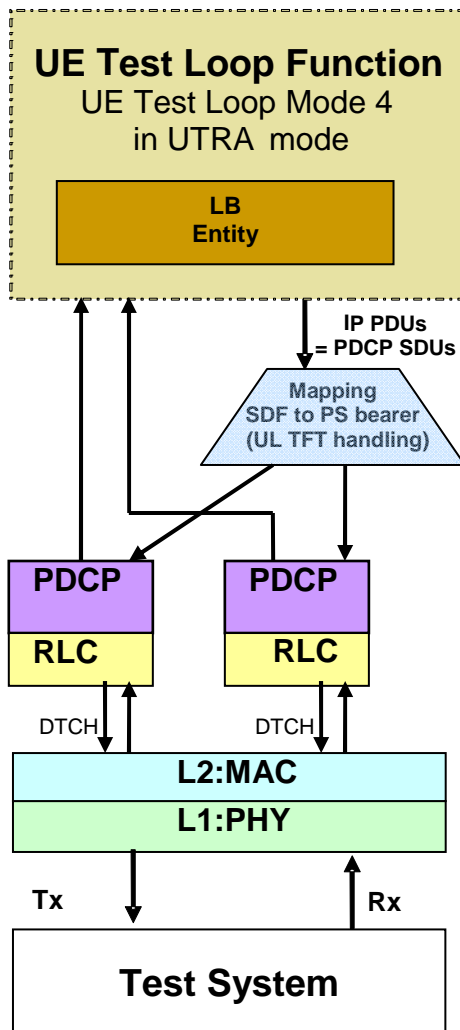 UE Test Loop Function
UE Test Loop Mode 4
in UTRA mode
LB
Entity
IP PDUs
= PDCP SDUs
Mapping
SDF to PS bearer
(UL TFT handling)
PDCP
PDCP
RLC
RLC
DTCH
DTCH
L2:MAC
L1:PHY
Tx
Rx
Test System